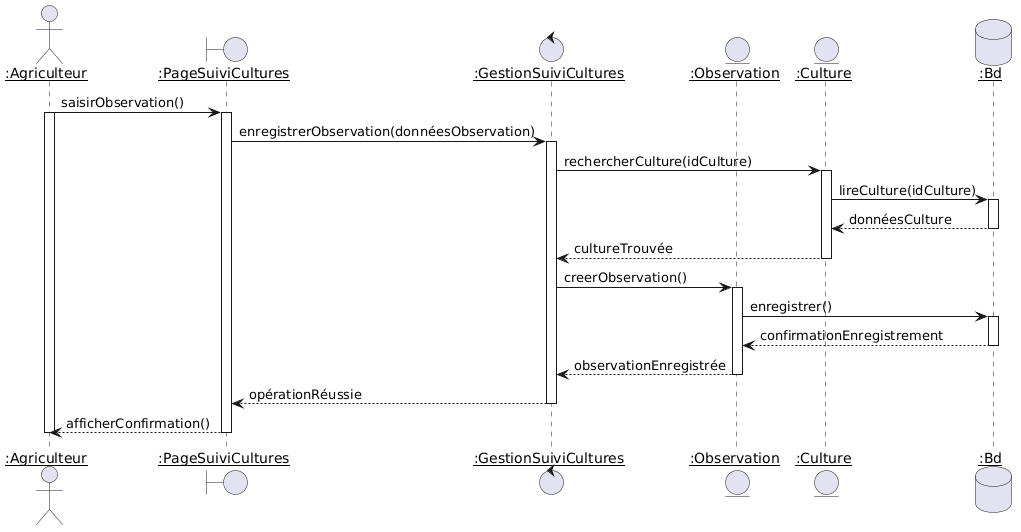 :Agriculteur
:PageSuiviCultures
:GestionSuiviCultures
:Observation
:Culture
:Bd
saisirObservation()
enregistrerObservation(donnéesObservation)
rechercherCulture(idCulture)
lireCulture(idCulture)
donnéesCulture
cultureTrouvée
creerObservation()
enregistrer()
confirmationEnregistrement
observationEnregistrée
opérationRéussie
afficherConfirmation()
:Agriculteur
:PageSuiviCultures
:GestionSuiviCultures
:Observation
:Culture
:Bd